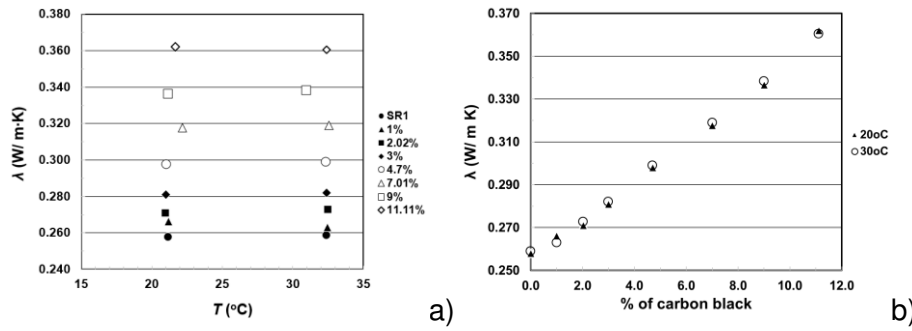 0.380
0.360
0.340
0.320
0.300
0.280
0.260
0.240
λ (W/ m·K)
15 20 25 30 35
T (°C)
SR1
1%
2.02%
3%
4.7%
7.01%
9%
11.11%
a)
0.370
0.350
0.330
0.310
0.290
0.270
0.250
λ (W/ m K)
0.0 2.0 4.0 6.0 8.0 10.0 12.0
% of carbon black
20oC
30oC
b)